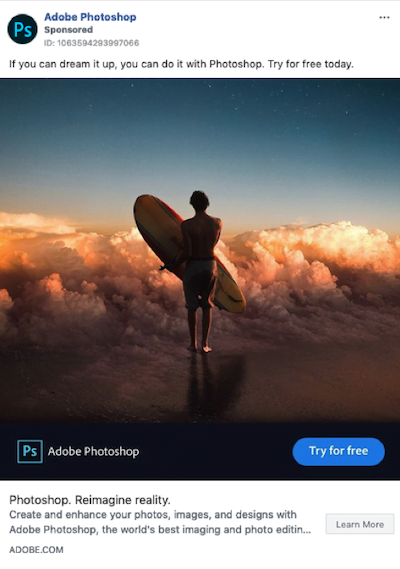 Adobe Photoshop
Sponsored
ID: 1063594293997066
If you can dream it up, you can do it with Photoshop. Try for free today.
Ps
Ps Adobe Photoshop
Try for free
Photoshop. Reimagine reality.
Create and enhance your photos, images, and designs with
Adobe Photoshop, the world's best imaging and photo editin...
Learn More
ADOBE.COM